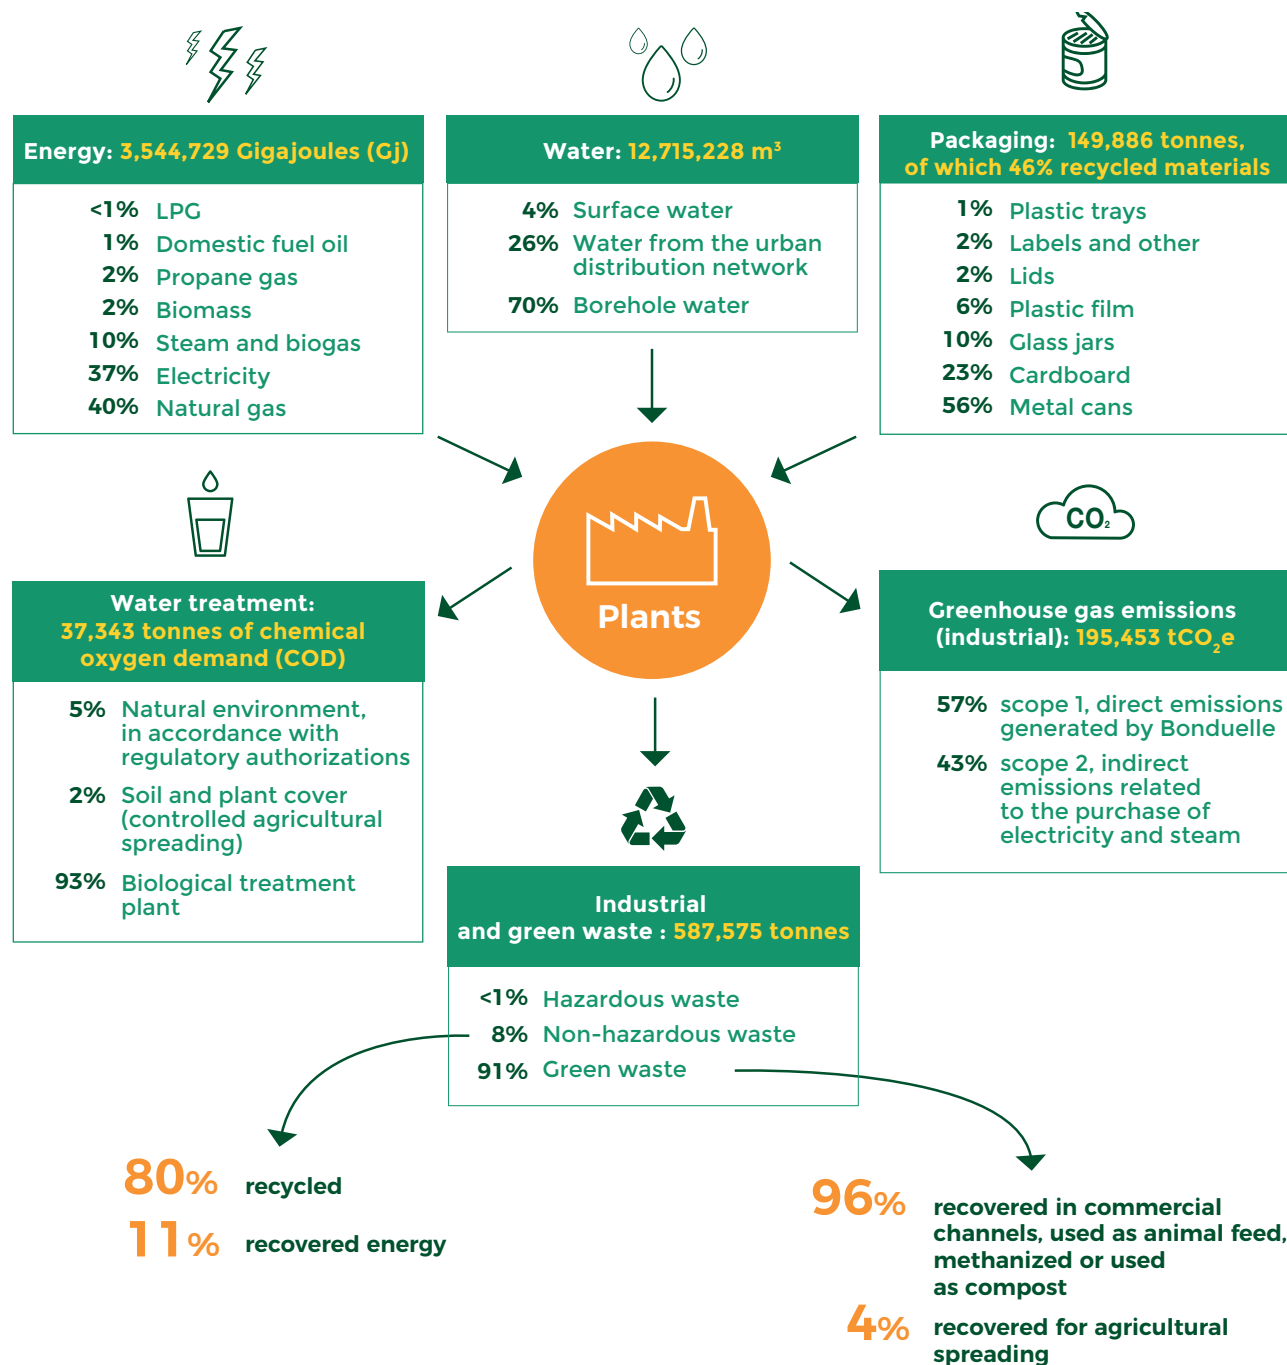 Energy: 3,544,729 Gigajoules (Gj)
<1% LPG
1% Domestic fuel oil
2% Propane gas
2% Biomass
10% Steam and biogas
37% Electricity
40% Natural gas
Water: 12,715,228 m³
4% Surface water
26% Water from the urban
distribution network
70% Borehole water
Packaging: 149,886 tonnes,
of which 46% recycled materials
1% Plastic trays
2% Labels and other
2% Lids
6% Plastic film
10% Glass jars
23% Cardboard
56% Metal cans
Plants
Water treatment:
37,343 tonnes of chemical
oxygen demand (COD)
5% Natural environment,
in accordance with
regulatory authorizations
2% Soil and plant cover
(controlled agricultural
spreading)
93% Biological treatment
plant
CO₂
Greenhouse gas emissions
(industrial): 195,453 tCO₂e
57% scope 1, direct emissions
generated by Bonduelle
43% scope 2, indirect
emissions related
to the purchase of
electricity and steam
Industrial
and green waste : 587,575 tonnes
<1% Hazardous waste
8% Non-hazardous waste
91% Green waste
80% recycled
11% recovered energy
96% recovered in commercial
channels, used as animal feed,
methanized or used
as compost
4% recovered for agricultural
spreading